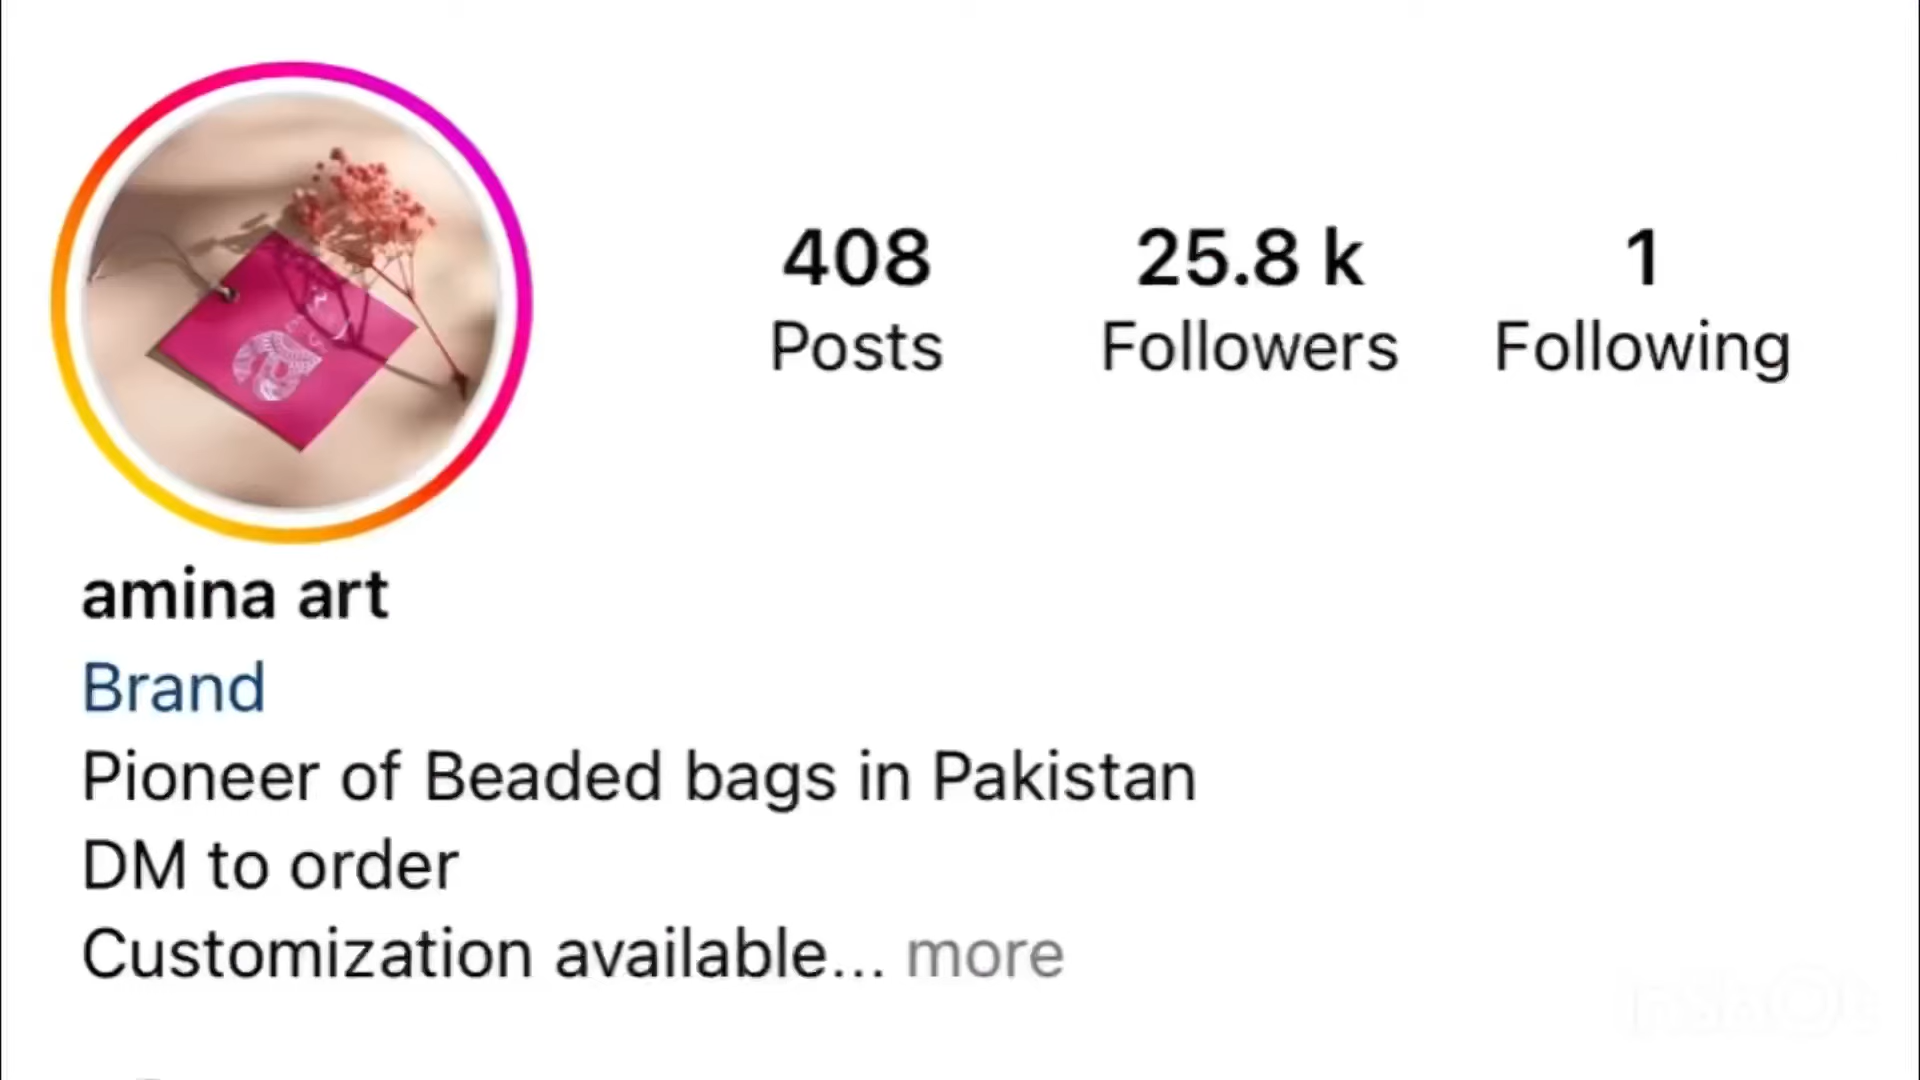 408 25.8 k 1
Posts Followers Following
amina art
Brand
Pioneer of Beaded bags in Pakistan
DM to order
Customization available... more